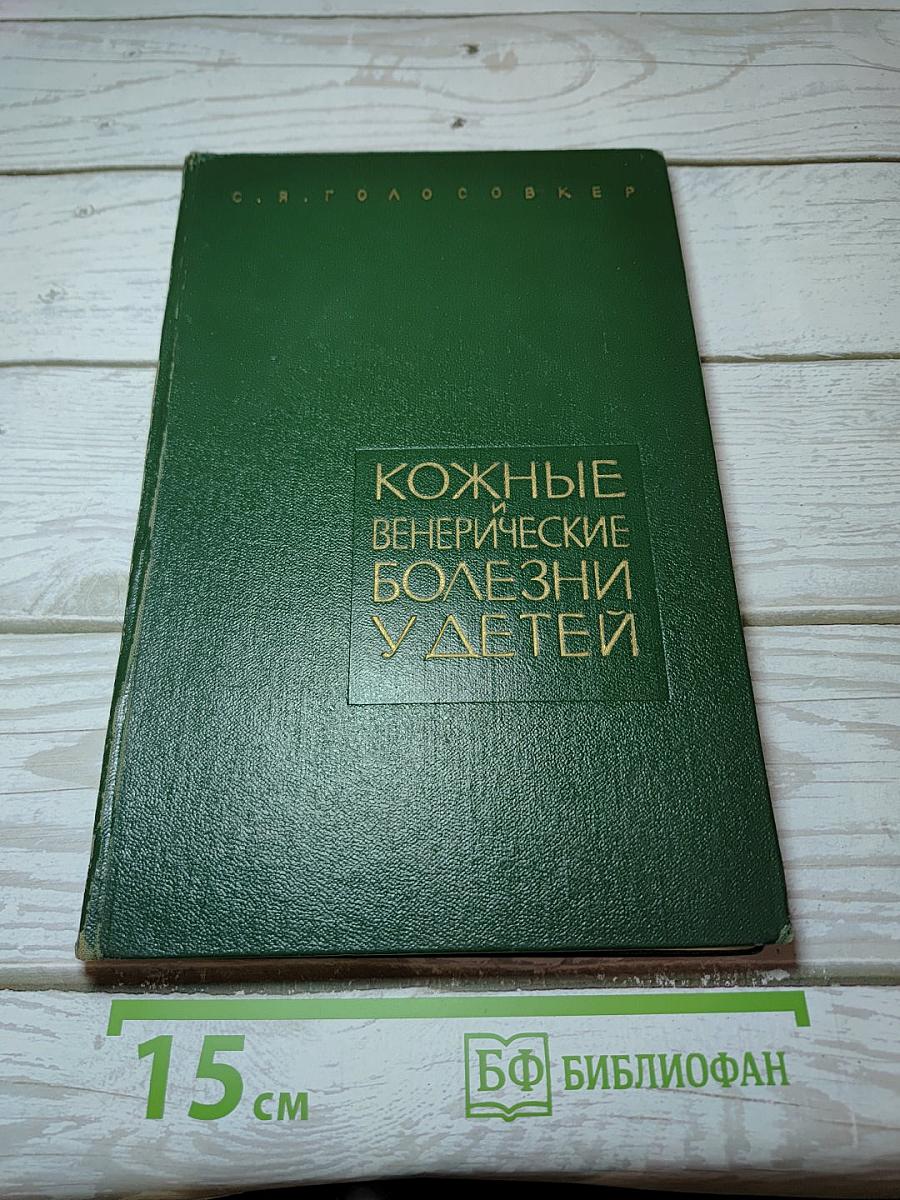 С.Я.ГОЛОСОВКЕР
КОЖНЫЕ
И
ВЕНЕРИЧЕСКИЕ
БОЛЕЗНИ
У ДЕТЕЙ
15 см
БФ БИБЛИОФАН